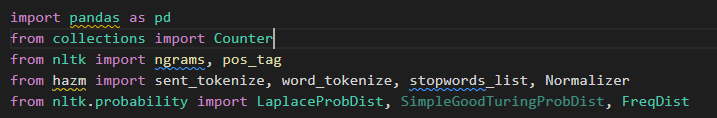 import pandas as pd
from collections import Counter
from nltk import ngrams, pos_tag
from hazm import sent_tokenize, word_tokenize, stopwords_list, Normalizer
from nltk.probability import LaplaceProbDist, SimpleGoodTuringProbDist, FreqDist